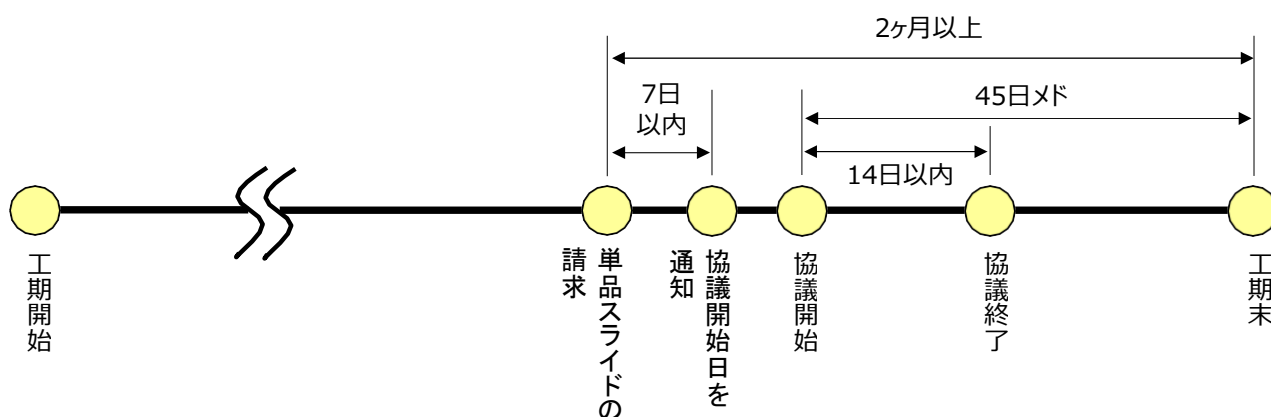 2ヶ月以上
7日
以内
45日メド
14日以内
工期開始
単品スライドの
請求
協議開始日を
通知
協議開始
協議終了
工期末